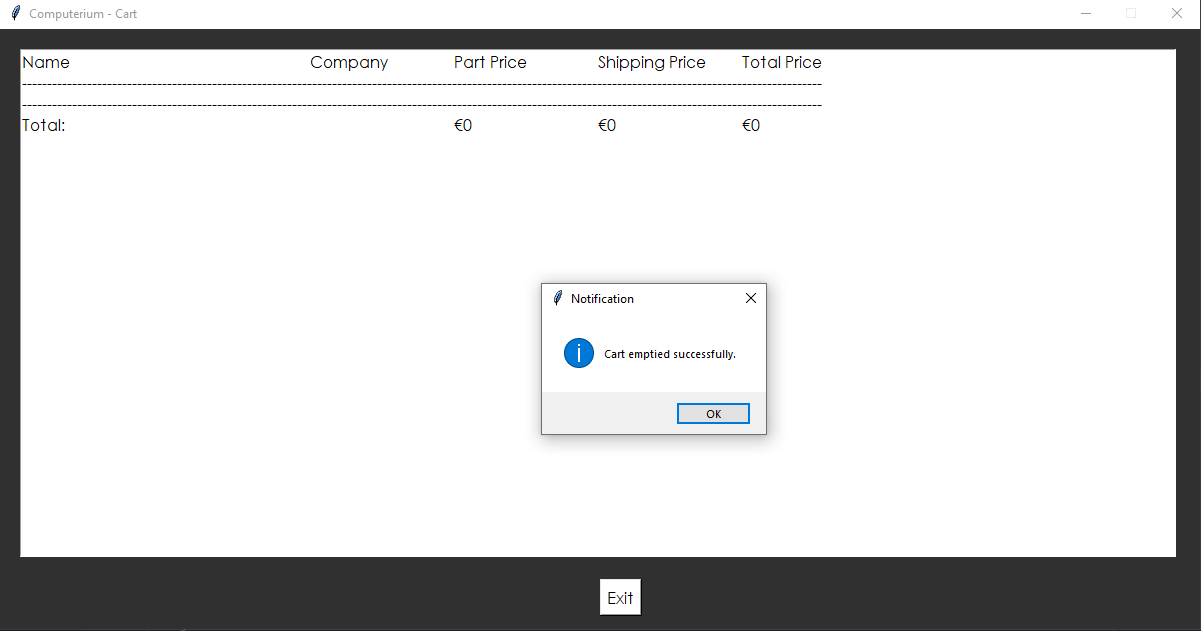 Computerium - Cart
Name Company Part Price Shipping Price Total Price
--------------------------------------------------------------------------------------------------------------------------------------------------------------------------------
--------------------------------------------------------------------------------------------------------------------------------------------------------------------------------
Total: €0 €0 €0
Notification
Cart emptied successfully.
OK
Exit